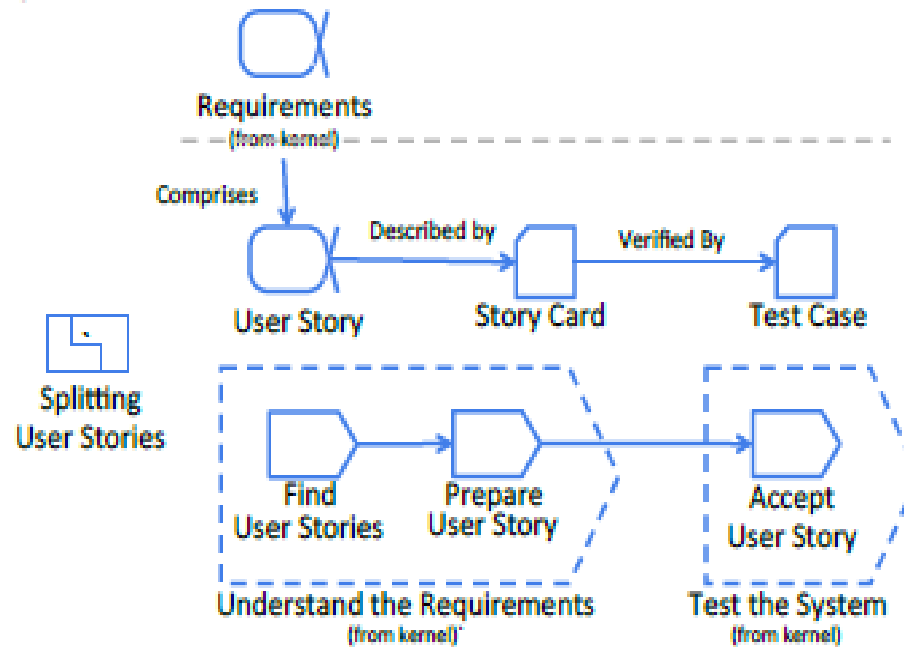 Requirements
(from kernel)
Comprises
Described by
Verified By
User Story
Story Card
Test Case
Splitting
User Stories
Find
User Stories
Prepare
User Story
Accept
User Story
Understand the Requirements
(from kernel)
Test the System
(from kernel)